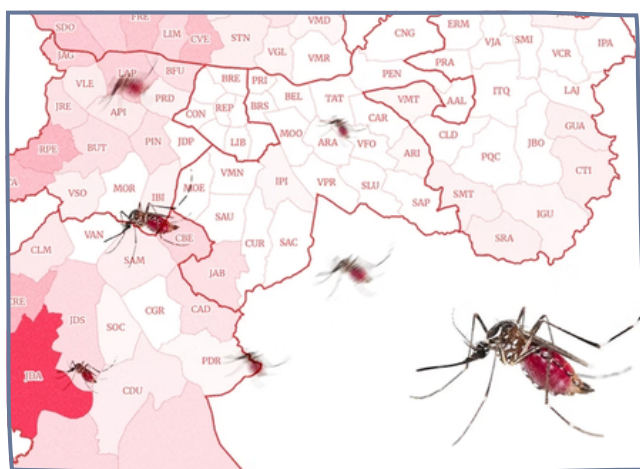 SDO
FRE
LIM
CVE
STN
VMD
VGL
VMR
CNG
ERM
VJA
SMI
IPA
VCR
JAG
VLE
LAP
BFU
BRE
PRI
PEN
PRA
ITQ
LAJ
JRE
API
PRD
CON
REP
BRS
BEL
TAT
VMT
AAL
CAR
GUA
RPE
BUT
PIN
JDP
LIB
MOO
ARA
VFO
ARI
CLD
PQC
JBO
CTI
VSO
MOR
IBI
MOE
VMN
IPI
VPR
SLU
SAP
SMT
IGU
SAU
CLM
VAN
SAM
CBE
CUR
SAC
SRA
JAB
JDS
SOC
CGR
CAD
JDA
CDU
PDR